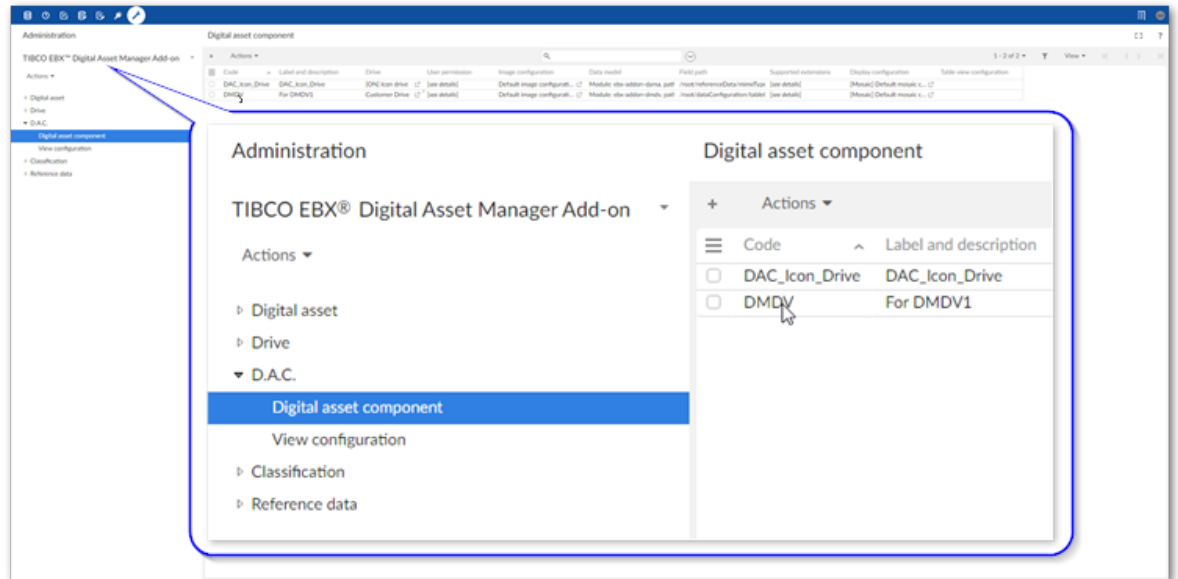 Administration
Digital asset component
TIBCO EBX™ Digital Asset Manager Add-on
Actions
1 - 2 of 2
View
Actions
Code
Label and description
Drive
User permission
Image configuration
Data model
Field path
Supported extensions
Display configuration
Table view configuration
DAC_Icon_Drive
DAC_Icon_Drive
[ON] Icon drive
[see details]
Default image configurati...
Module: ebx-addon-dama, path
/root/referenceData/mimeType
[see details]
[Mosaic] Default mosaic c...
DMDV
For DMDV1
Customer Drive
[see details]
Default image configurati...
Module: ebx-addon-dmdv, path
[see details]
[Mosaic] Default mosaic c...
Digital asset
Drive
D.A.C.
Digital asset component
View configuration
Classification
Reference data
Administration
TIBCO EBX® Digital Asset Manager Add-on
Actions
Digital asset
Drive
D.A.C.
Digital asset component
View configuration
Classification
Reference data
Digital asset component
+ Actions
Code
Label and description
DAC_Icon_Drive
DAC_Icon_Drive
DMDV
For DMDV1